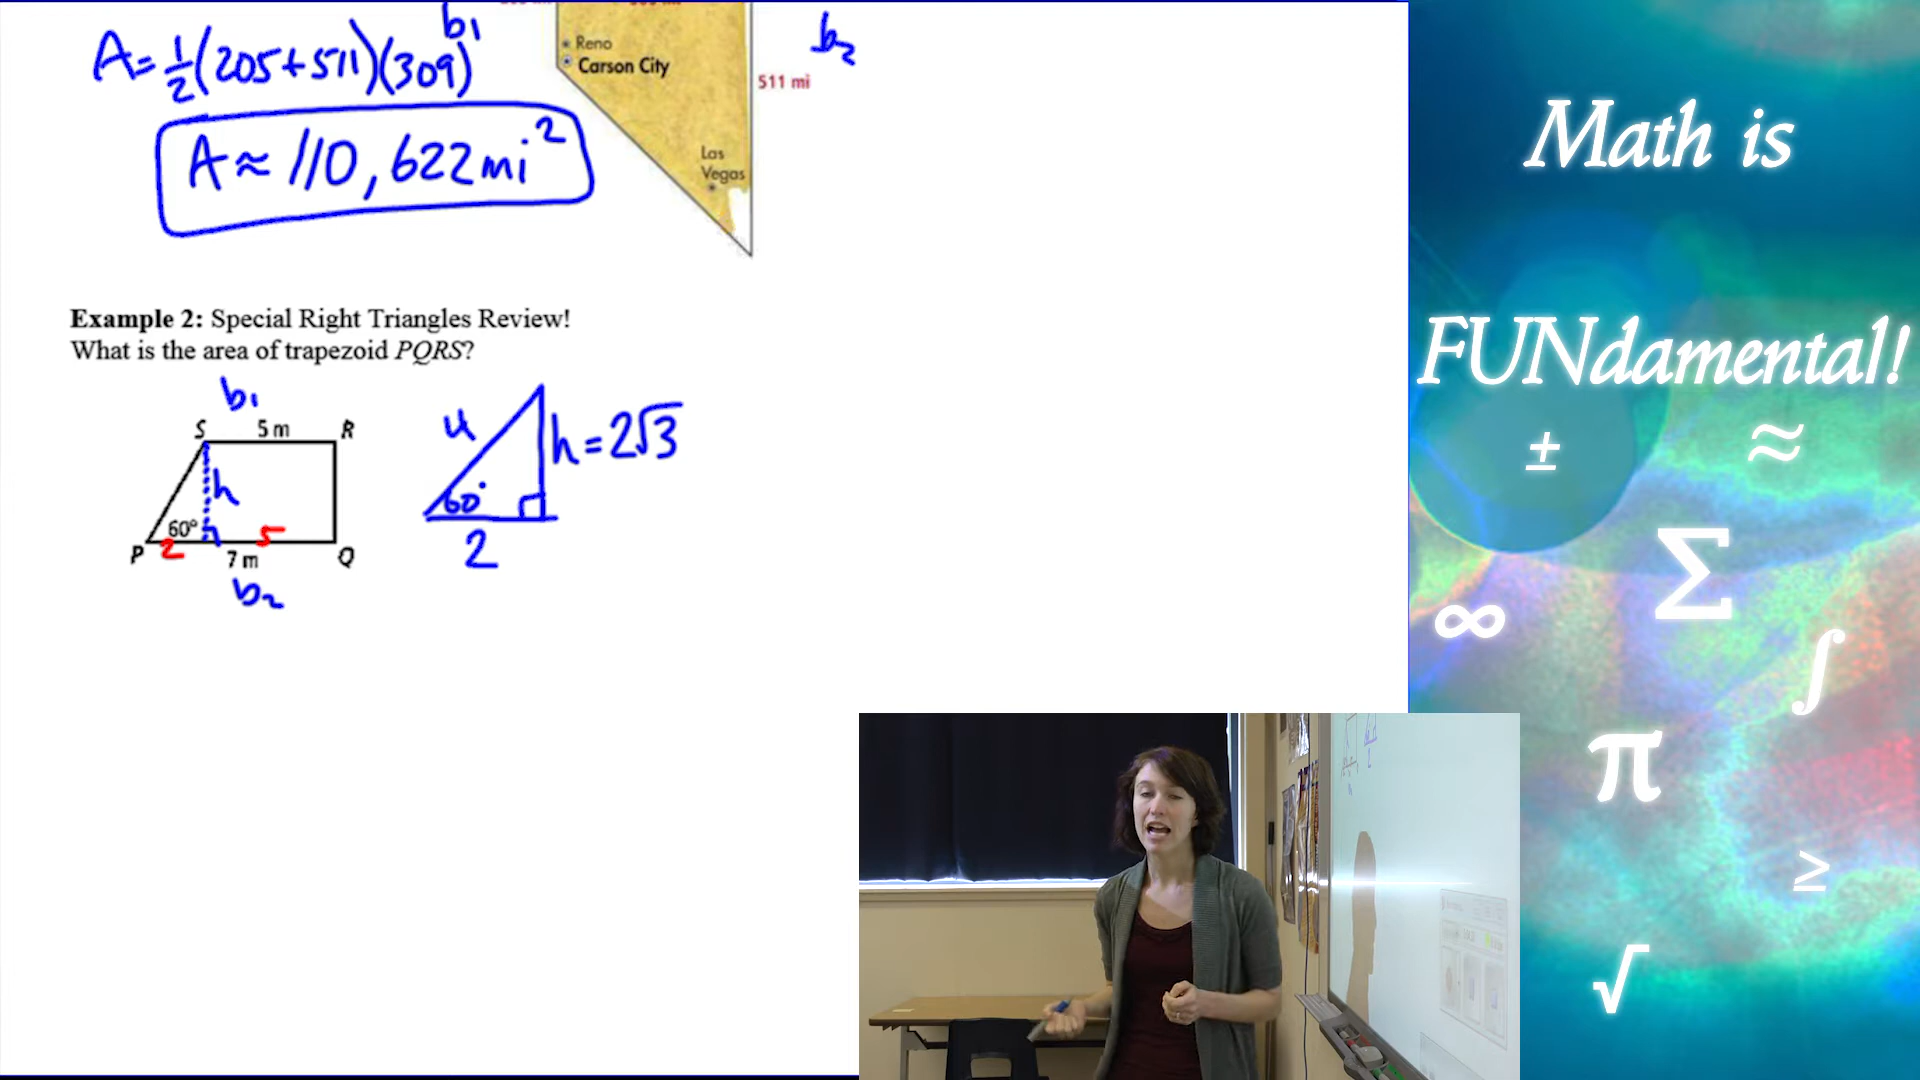 b₁
A=½(205+511)(309)
b₂
Reno
Carson City
511 mi
A≈110,622mi²
Las
Vegas
Example 2: Special Right Triangles Review!
What is the area of trapezoid PQRS?
b₁
S 5 m R
4
h=2√3
h
60°
60°
P 2 5 Q
7 m
2
b₂
Math is
FUNdamental!
± ≈
Σ
∞
∫
π
≥
√